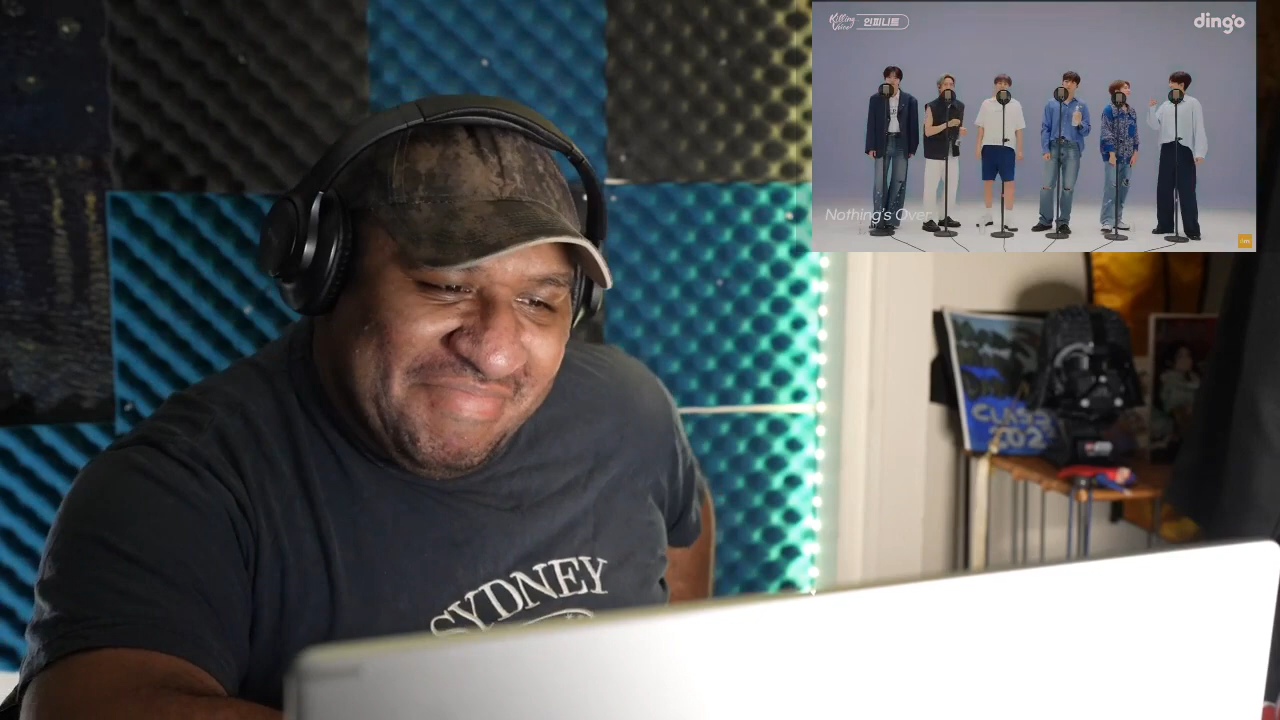 Killing Voice
인피니트
dingo
Nothing's Over
SYDNEY
CLASS
202